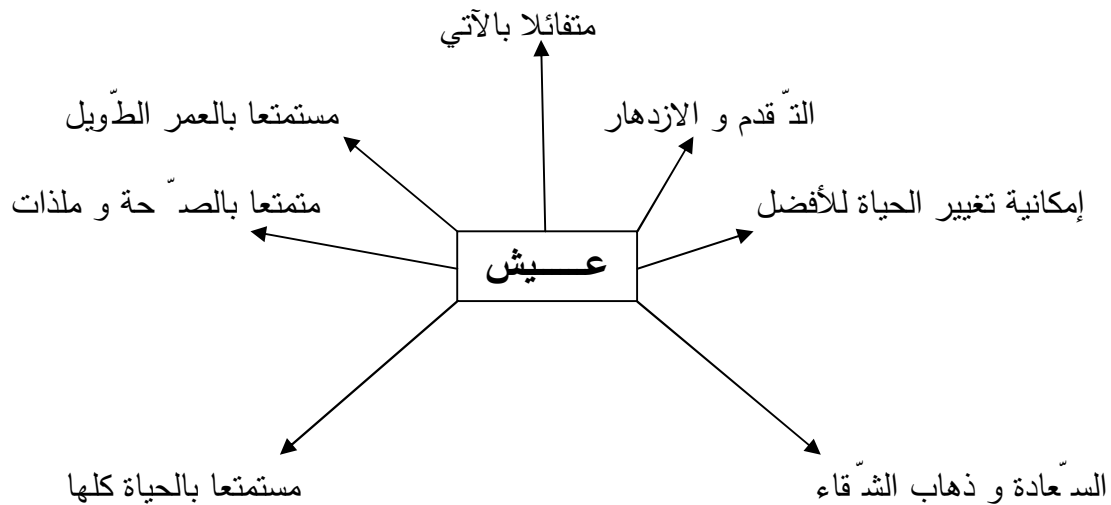 متفائلا بالآتي
التّقدم و الازدهار
مستمتعا بالعمر الطّويل
إمكانية تغيير الحياة للأفضل
متمتعا بالصّحة و ملذات
عـــيش
السّعادة و ذهاب الشّقاء
مستمتعا بالحياة كلها